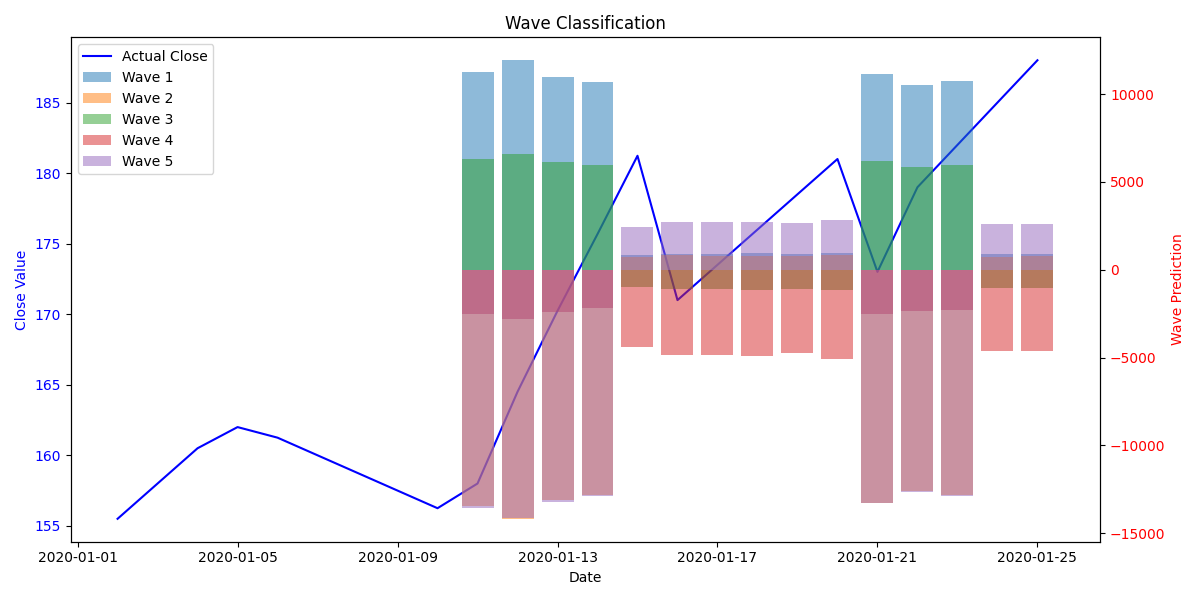 Wave Classification
Actual Close
Wave 1
Wave 2
Wave 3
Wave 4
Wave 5
Close Value
185
180
175
170
165
160
155
10000
5000
0
−5000
−10000
−15000
Wave Prediction
2020-01-01 2020-01-05 2020-01-09 2020-01-13 2020-01-17 2020-01-21 2020-01-25
Date